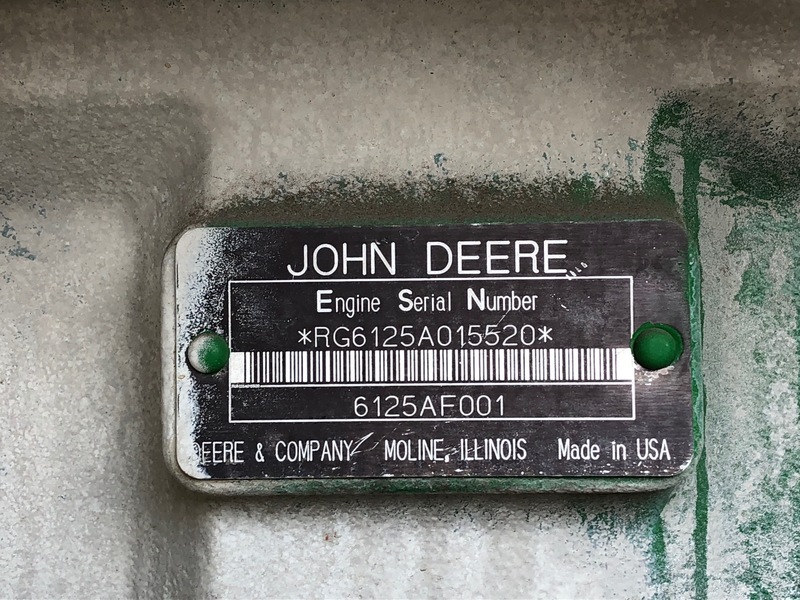 JOHN DEERE
Engine Serial Number
*RG6125A015520*
6125AF001
DEERE & COMPANY MOLINE, ILLINOIS Made in USA